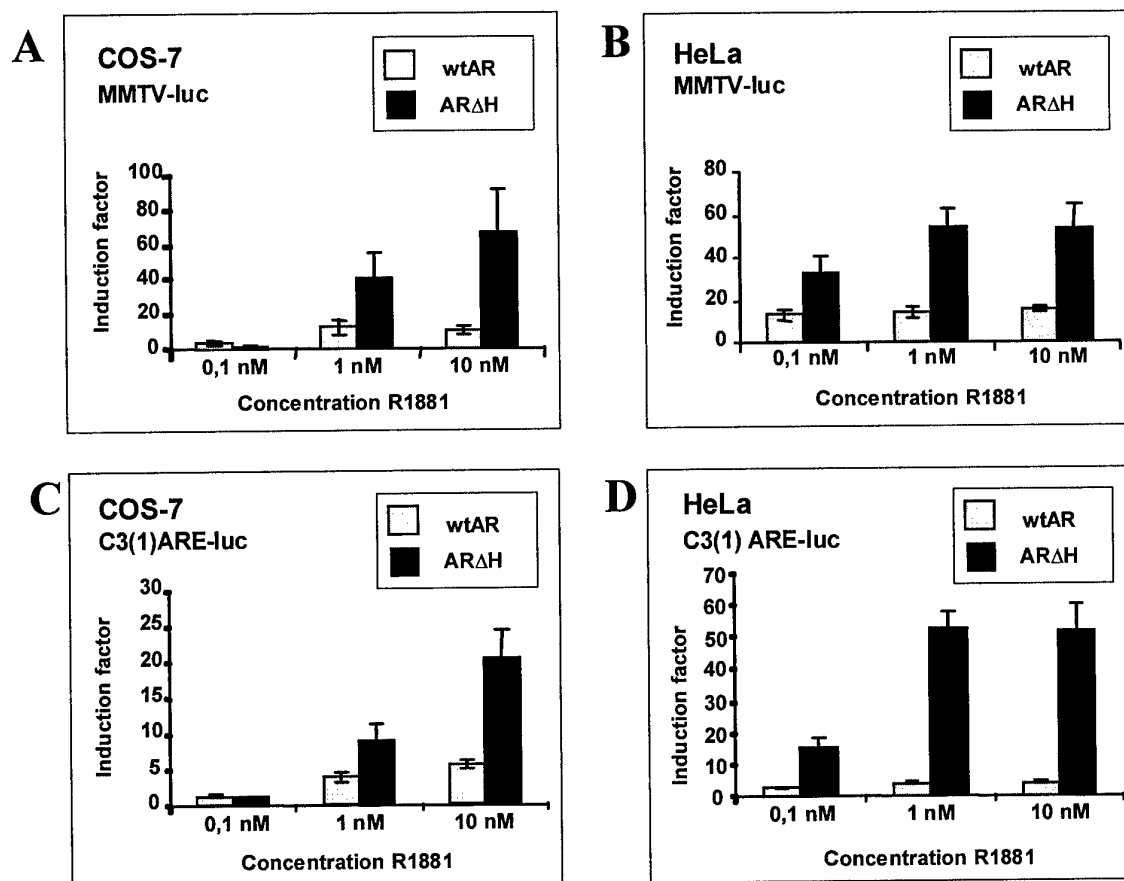 A
COS-7
MMTV-luc
wtAR
ARΔH
Induction factor
100
80
60
40
20
0
0,1 nM
1 nM
10 nM
Concentration R1881
B
HeLa
MMTV-luc
wtAR
ARΔH
Induction factor
80
60
40
20
0
0,1 nM
1 nM
10 nM
Concentration R1881
C
COS-7
C3(1)ARE-luc
wtAR
ARΔH
Induction factor
30
25
20
15
10
5
0
0,1 nM
1 nM
10 nM
Concentration R1881
D
HeLa
C3(1) ARE-luc
wtAR
ARΔH
Induction factor
70
60
50
40
30
20
10
0
0,1 nM
1 nM
10 nM
Concentration R1881